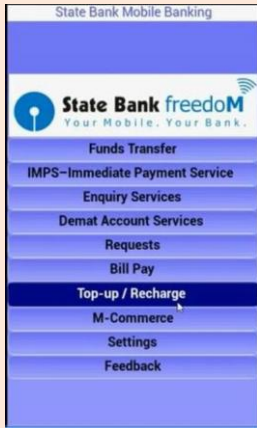 State Bank Mobile Banking
State Bank freedoM
Your Mobile. Your Bank.
Funds Transfer
IMPS-Immediate Payment Service
Enquiry Services
Demat Account Services
Requests
Bill Pay
Top-up / Recharge
M-Commerce
Settings
Feedback